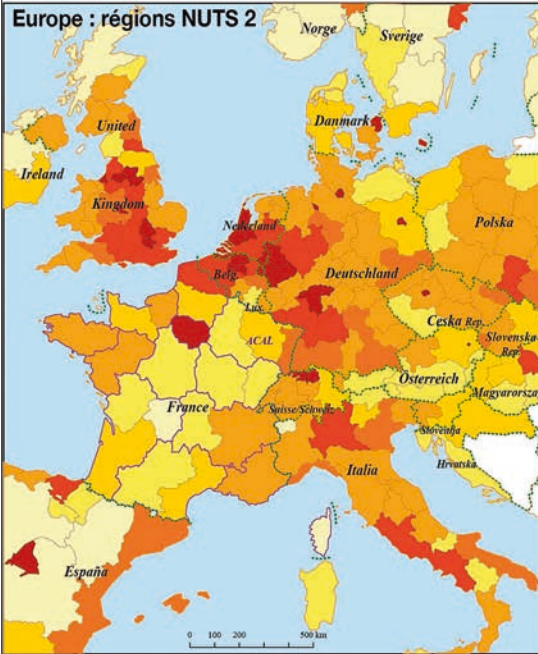 Europe : régions NUTS 2
Norge
Sverige
United
Danmark
Ireland
Kingdom
Nederland
Polska
Belg.
Deutschland
Lux.
Ceska Rep.
ACAL
Slovenska
Rep.
Österreich
Magyarorsza
France
Suisse/Schweiz
Slovenija
Hrvatska
Italia
España
0 100 200 500 km